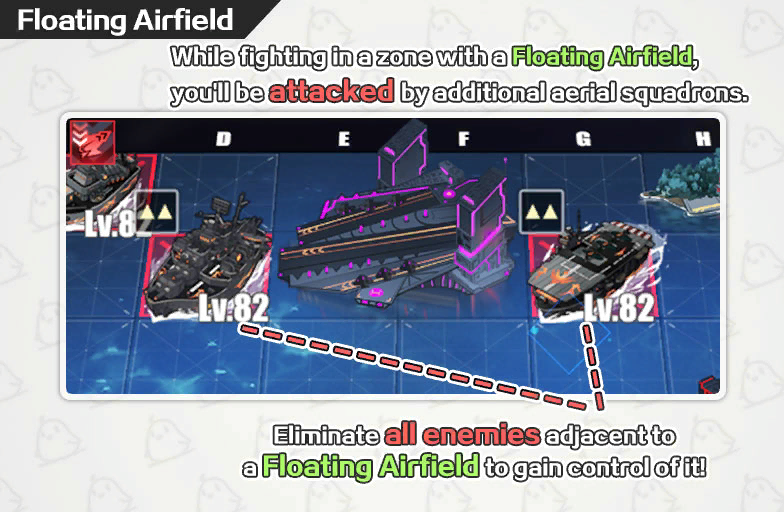 Floating Airfield
While fighting in a zone with a Floating Airfield,
you'll be attacked by additional aerial squadrons.
D E F G H
Lv.82
Lv.82
Lv.82
Eliminate all enemies adjacent to
a Floating Airfield to gain control of it!